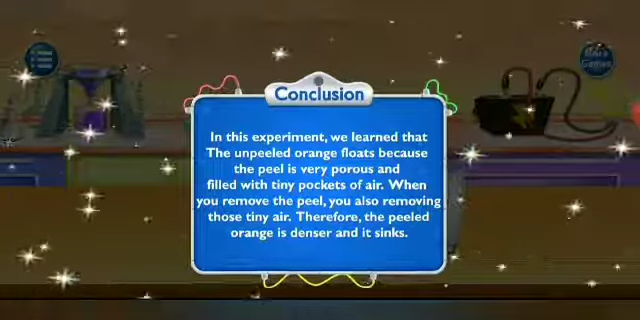 Conclusion
More
Games
In this experiment, we learned that
The unpeeled orange floats because
the peel is very porous and
filled with tiny pockets of air. When
you remove the peel, you also removing
those tiny air. Therefore, the peeled
orange is denser and it sinks.